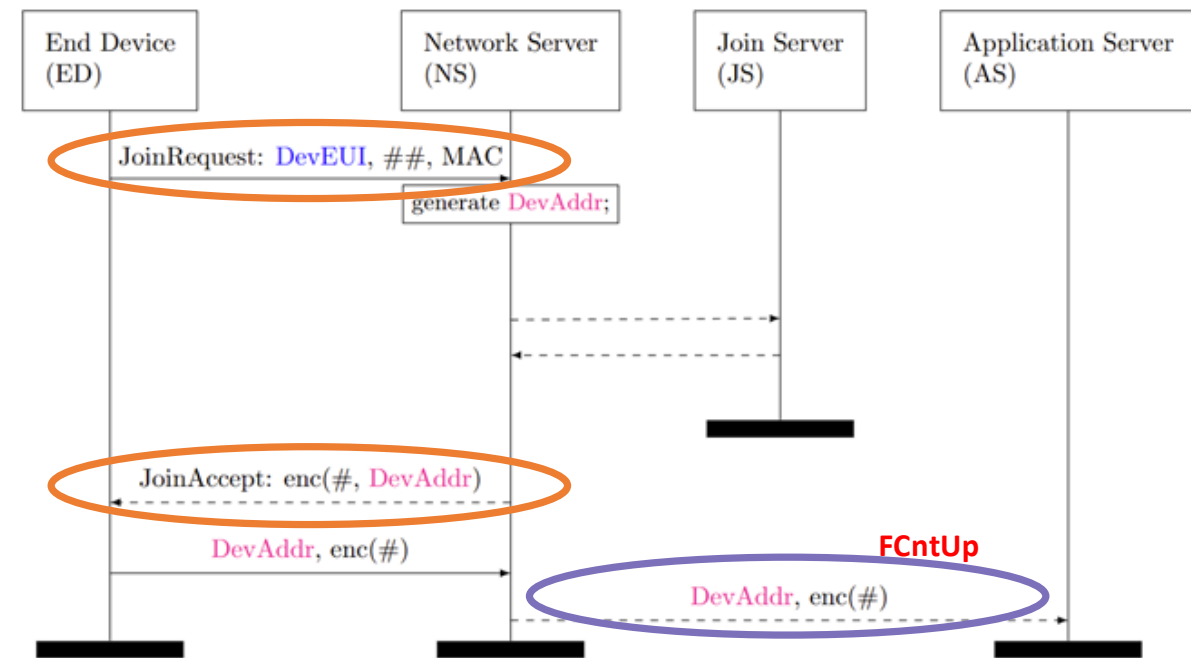 End Device
(ED)
Network Server
(NS)
Join Server
(JS)
Application Server
(AS)
JoinRequest: DevEUI, ##, MAC
generate DevAddr;
JoinAccept: enc(#, DevAddr)
DevAddr, enc(#)
FCntUp
DevAddr, enc(#)